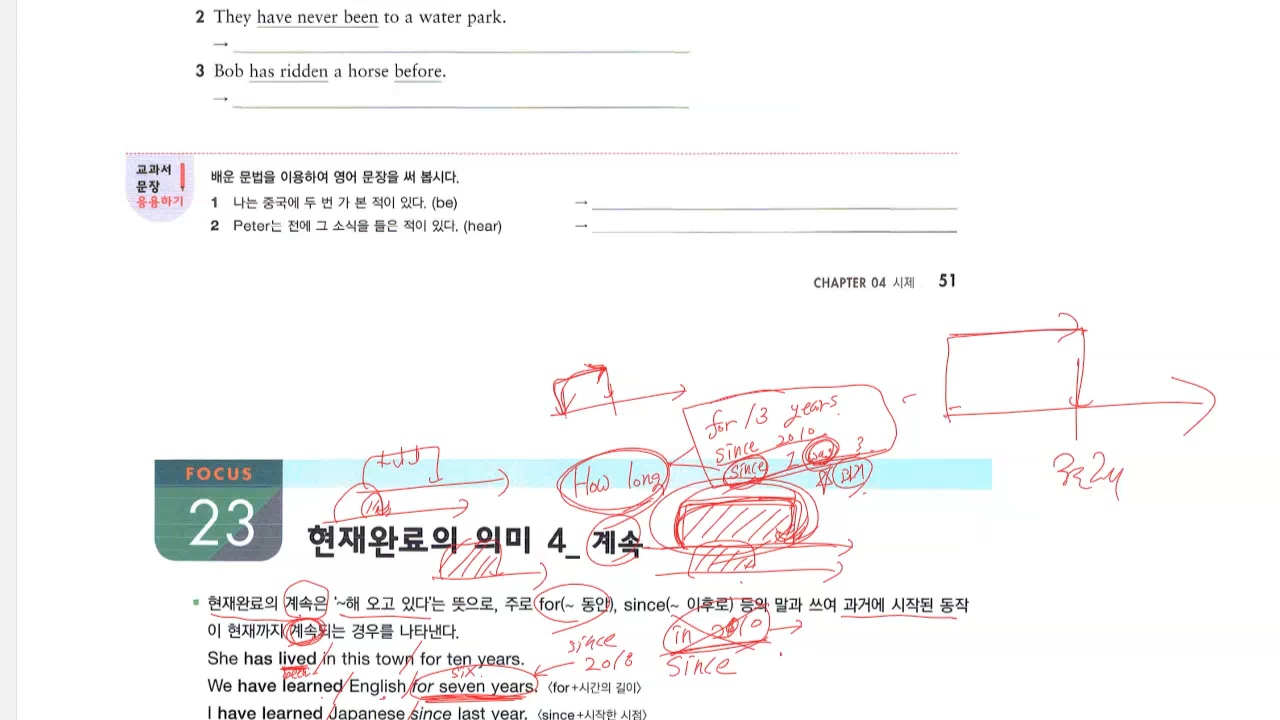 2 They have never been to a water park.
→
3 Bob has ridden a horse before.
→
교과서
문장
응용하기
배운 문법을 이용하여 영어 문장을 써 봅시다.
1 나는 중국에 두 번 가 본 적이 있다. (be) →
2 Peter는 전에 그 소식을 들은 적이 있다. (hear) →
CHAPTER 04 시제 51
for 13 years.
since 2010.
since I was 3.
과거
How long
FOCUS
23
현재완료의 의미 4_ 계속
현재완료의 계속은 '~해 오고 있다'는 뜻으로, 주로 for(~ 동안), since(~ 이후로) 등의 말과 쓰여 과거에 시작된 동작
이 현재까지 계속되는 경우를 나타낸다.
in 2010
since
2018
Since
She has lived in this town for ten years.
been
six
We have learned English for seven years. 〈for+시간의 길이〉
I have learned Japanese since last year. 〈since+시작한 시점〉